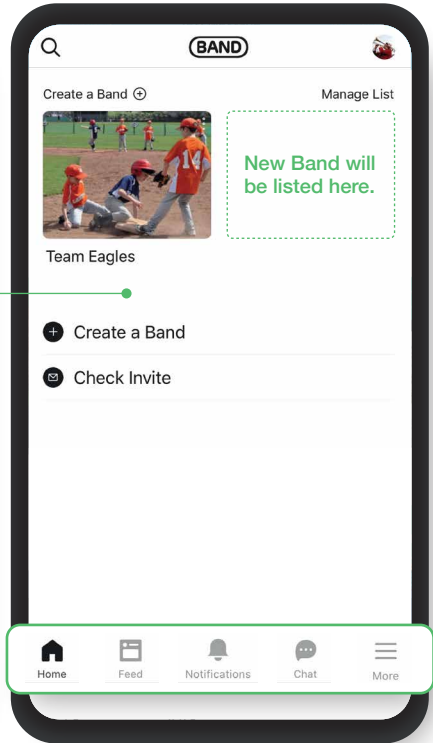 BAND
Create a Band
Manage List
14
New Band will
be listed here.
Team Eagles
Create a Band
Check Invite
Home
Feed
Notifications
Chat
More